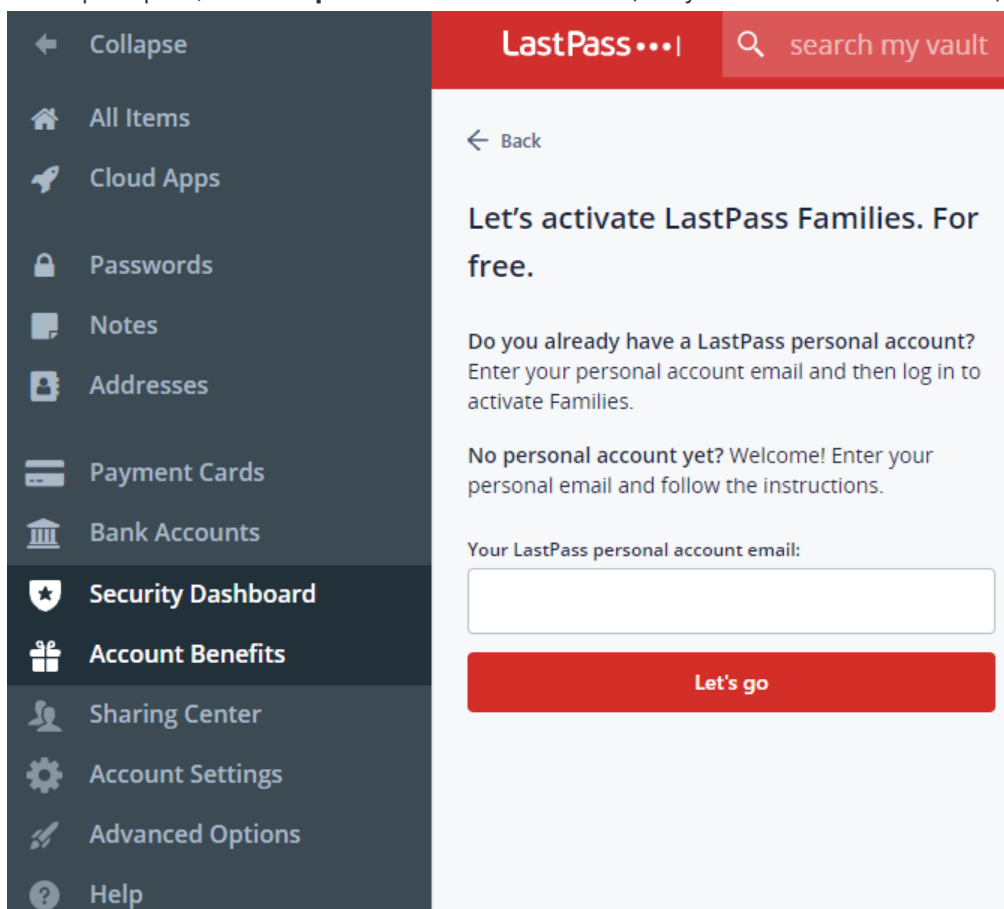 Collapse
All Items
Cloud Apps
Passwords
Notes
Addresses
Payment Cards
Bank Accounts
Security Dashboard
Account Benefits
Sharing Center
Account Settings
Advanced Options
Help
LastPass
search my vault
Back
Let’s activate LastPass Families. For
free.
Do you already have a LastPass personal account?
Enter your personal account email and then log in to
activate Families.
No personal account yet? Welcome! Enter your
personal email and follow the instructions.
Your LastPass personal account email:
Let's go